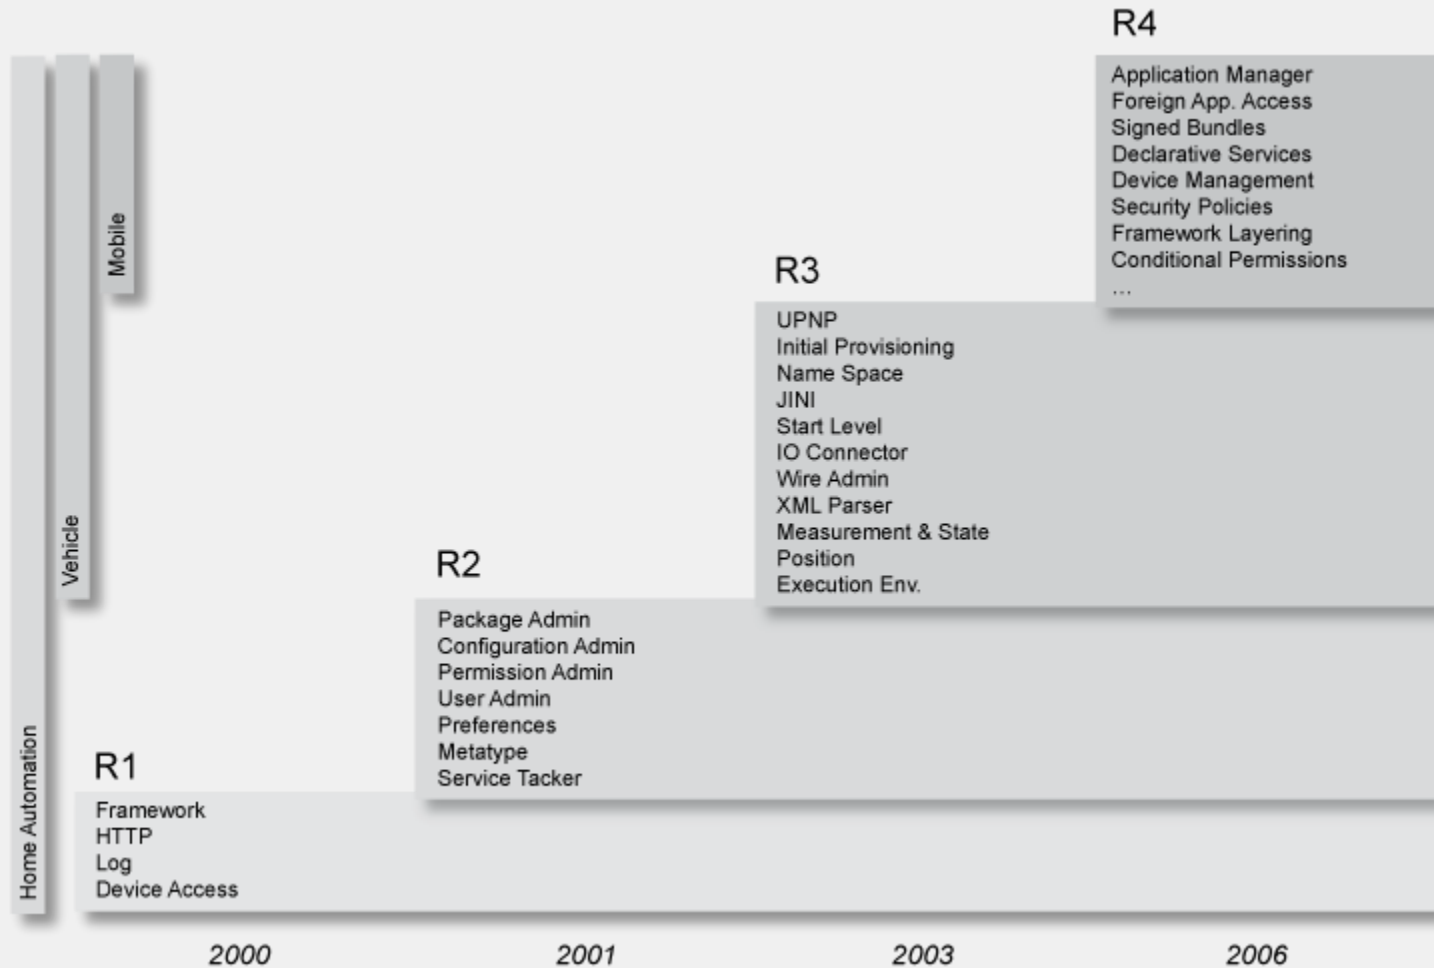 R4
Application Manager
Foreign App. Access
Signed Bundles
Declarative Services
Device Management
Security Policies
Framework Layering
Conditional Permissions
...
R3
UPNP
Initial Provisioning
Name Space
JINI
Start Level
IO Connector
Wire Admin
XML Parser
Measurement & State
Position
Execution Env.
R2
Package Admin
Configuration Admin
Permission Admin
User Admin
Preferences
Metatype
Service Tacker
R1
Framework
HTTP
Log
Device Access
Home Automation
Vehicle
Mobile
2000
2001
2003
2006